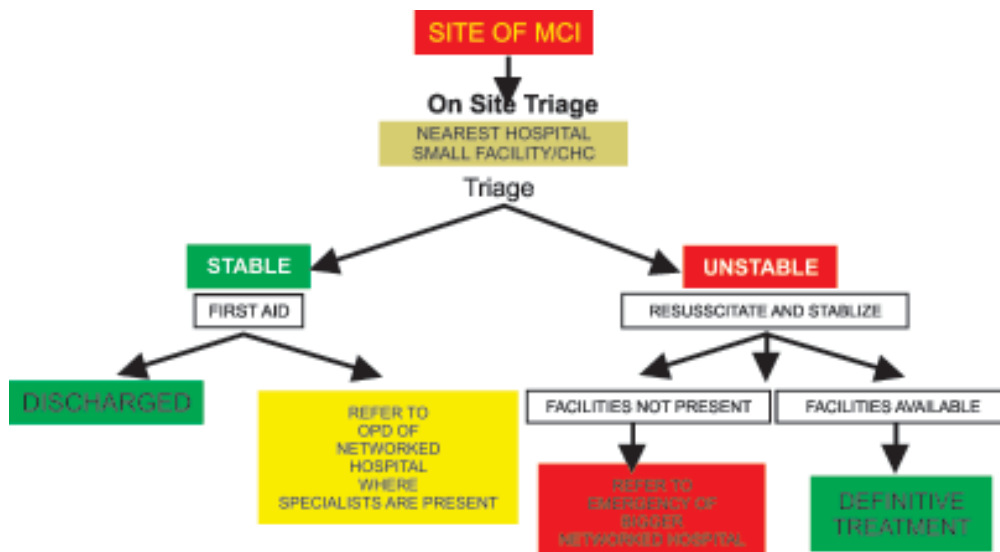 SITE OF MCI
On Site Triage
NEAREST HOSPITAL
SMALL FACILITY/CHC
Triage
STABLE
UNSTABLE
FIRST AID
RESUSSCITATE AND STABLIZE
DISCHARGED
REFER TO
OPD OF
NETWORKED
HOSPITAL
WHERE
SPECIALISTS ARE PRESENT
FACILITIES NOT PRESENT
FACILITIES AVAILABLE
REFER TO
EMERGENCY OF
BIGGER
NETWORKED HOSPITAL
DEFINITIVE
TREATMENT